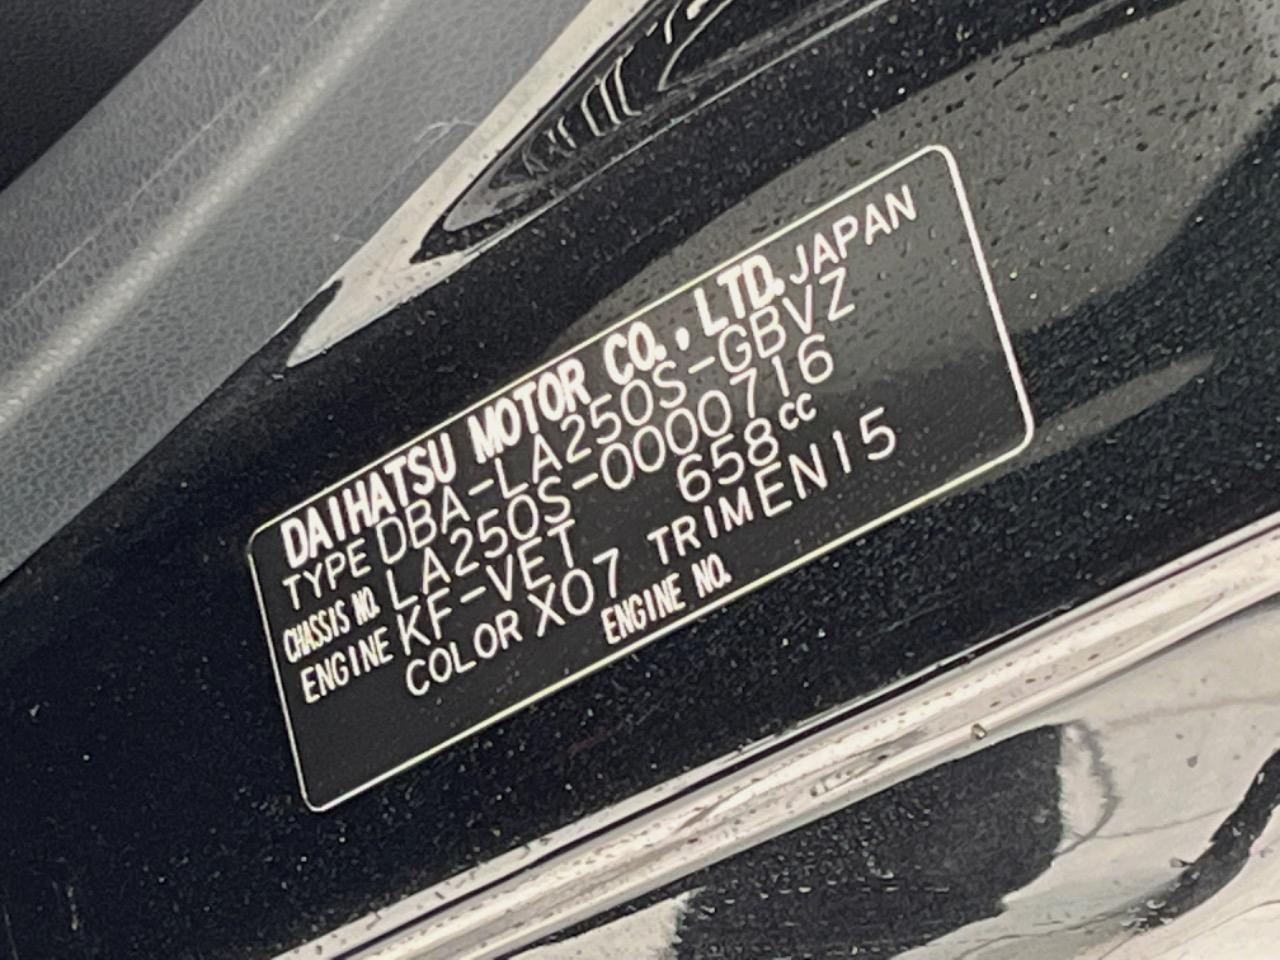 DAIHATSU MOTOR CO., LTD. JAPAN
TYPE DBA-LA250S-GBVZ
CHASSIS NO. LA250S-0000716
ENGINE KF-VET 658cc
COLOR X07 TRIM EN15
ENGINE NO.